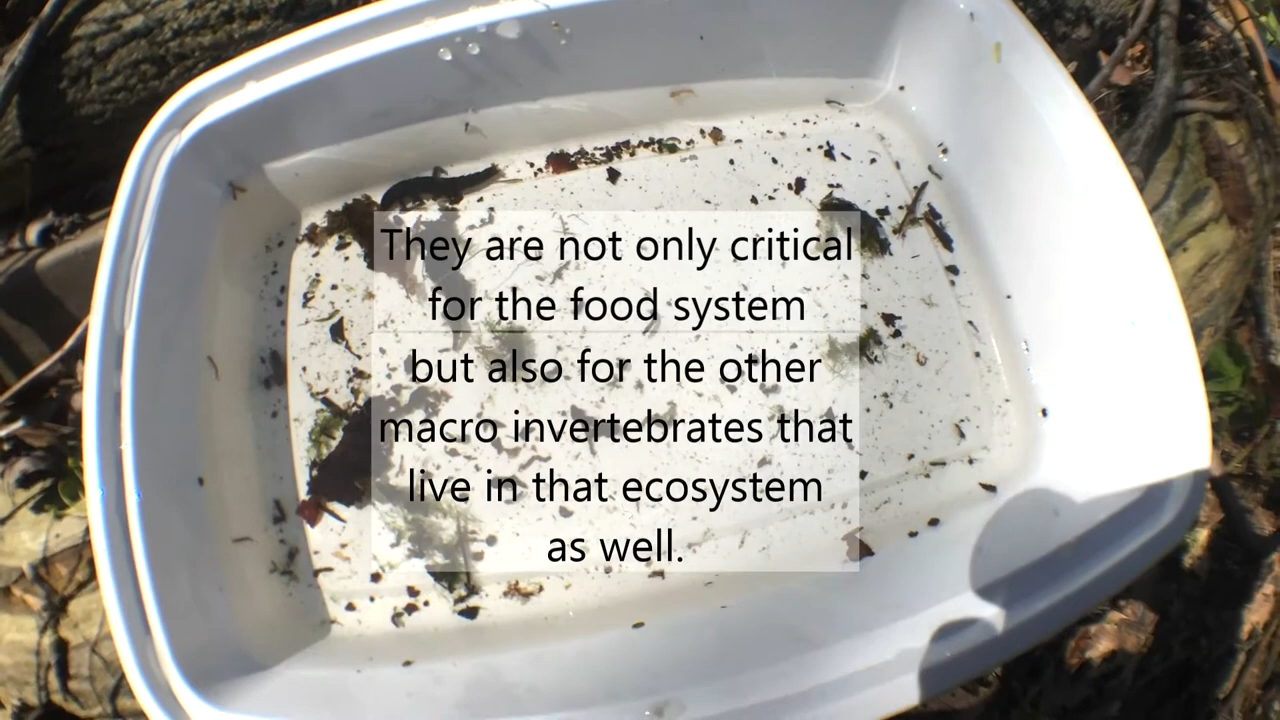 They are not only critical
for the food system
but also for the other
macro invertebrates that
live in that ecosystem
as well.